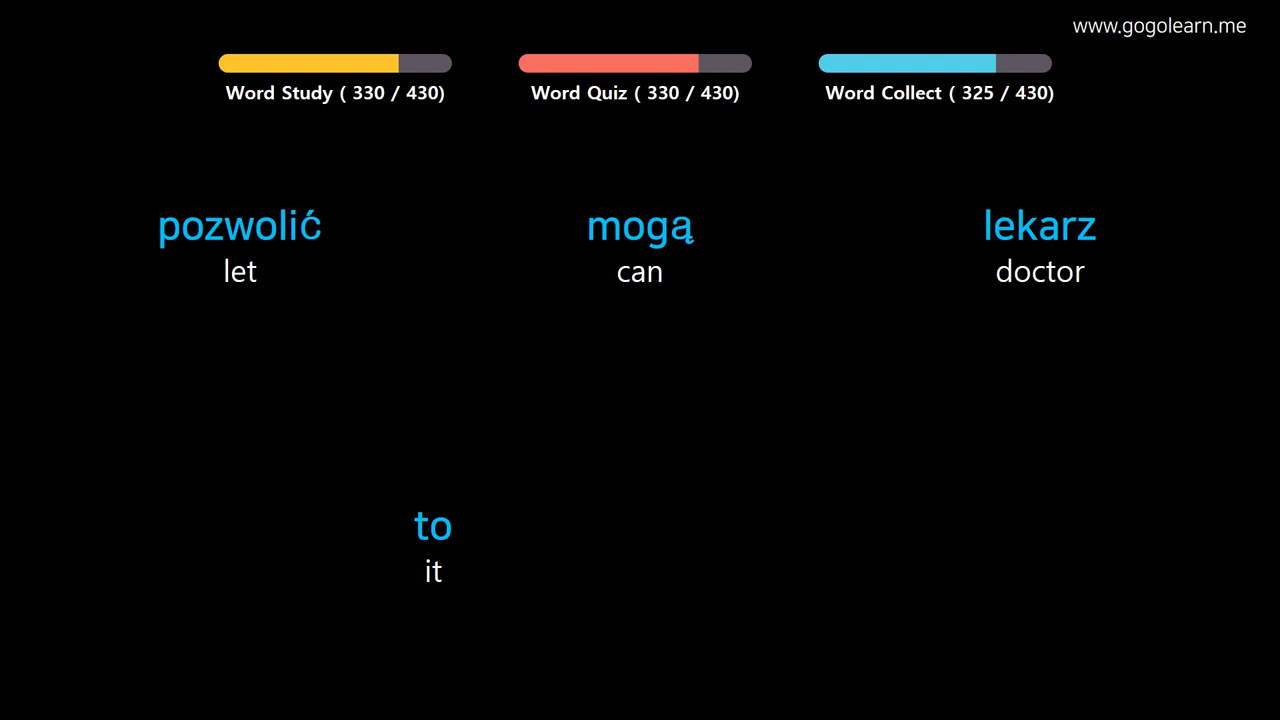 www.gogolearn.me
Word Study ( 330 / 430)
Word Quiz ( 330 / 430)
Word Collect ( 325 / 430)
pozwolić
let
mogą
can
lekarz
doctor
to
it